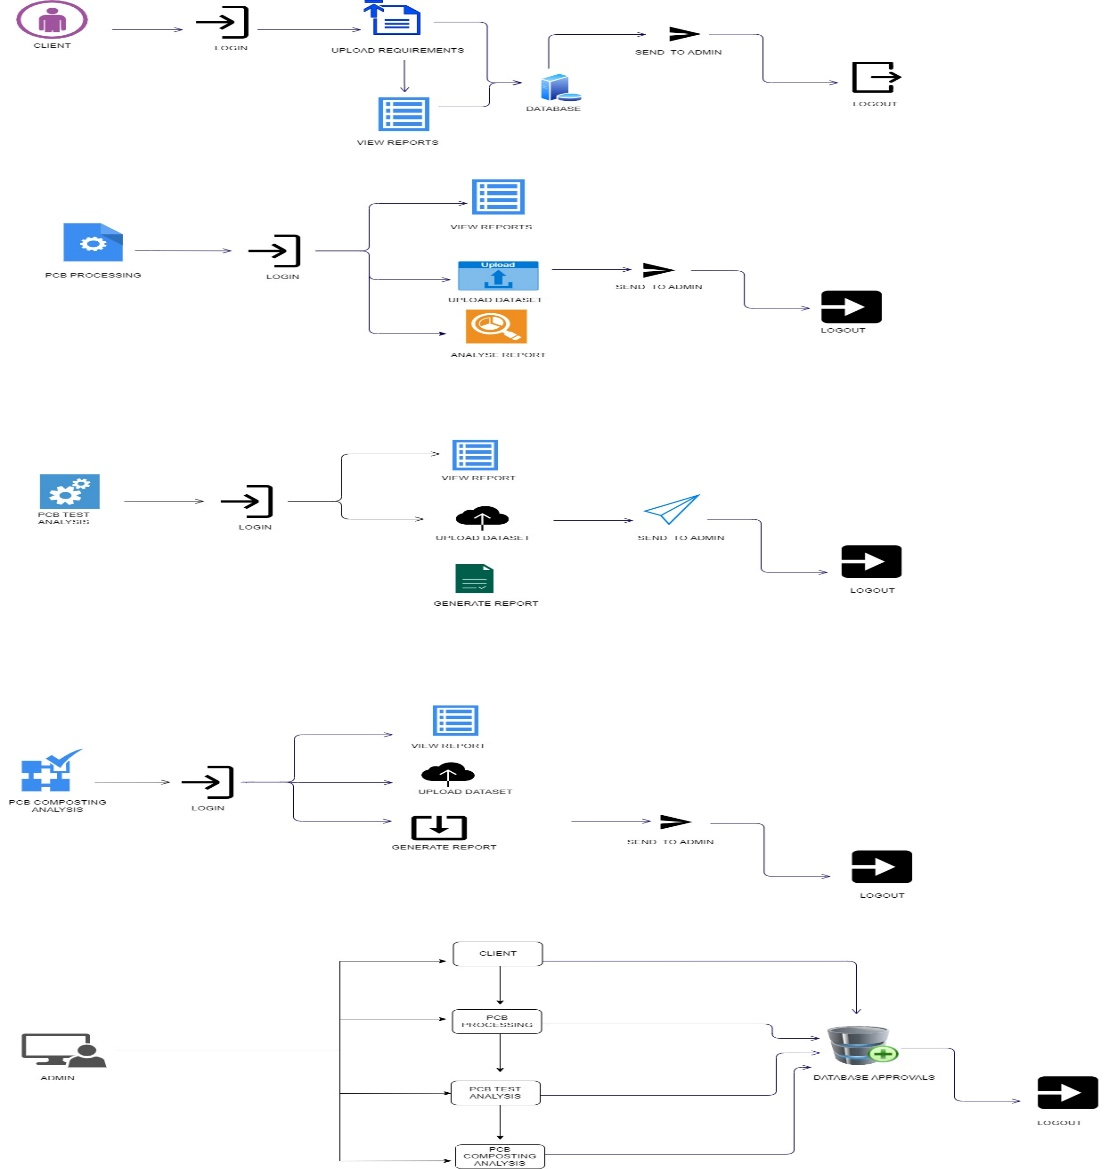 CLIENT
LOGIN
UPLOAD REQUIREMENTS
VIEW REPORTS
DATABASE
SEND TO ADMIN
LOGOUT
PCB PROCESSING
LOGIN
VIEW REPORTS
Upload
UPLOAD DATASET
ANALYSE REPORT
SEND TO ADMIN
LOGOUT
PCB TEST
ANALYSIS
LOGIN
VIEW REPORT
UPLOAD DATASET
GENERATE REPORT
SEND TO ADMIN
LOGOUT
PCB COMPOSTING
ANALYSIS
LOGIN
VIEW REPORT
UPLOAD DATASET
GENERATE REPORT
SEND TO ADMIN
LOGOUT
ADMIN
CLIENT
PCB
PROCESSING
PCB TEST
ANALYSIS
PCB
COMPOSTING
ANALYSIS
DATABASE APPROVALS
LOGOUT